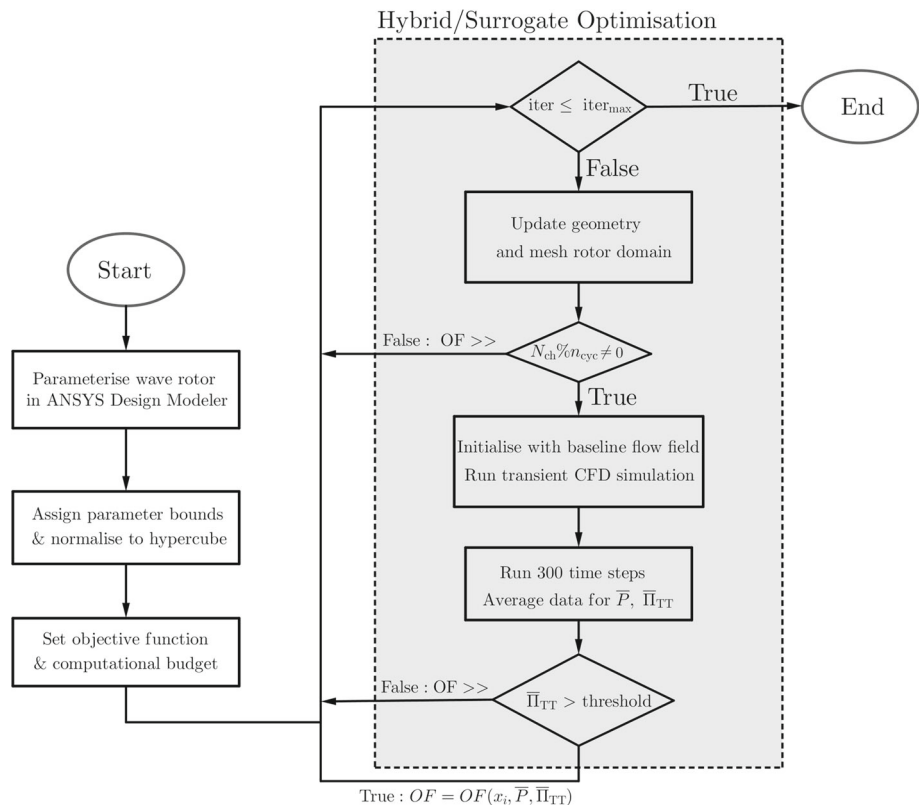 Hybrid/Surrogate Optimisation
iter ≤ iter_max
True
End
False
Update geometry
and mesh rotor domain
Start
False : OF >>
N_ch%n_cyc ≠ 0
True
Parameterise wave rotor
in ANSYS Design Modeler
Initialise with baseline flow field
Run transient CFD simulation
Assign parameter bounds
& normalise to hypercube
Run 300 time steps
Average data for P̅, Π̅_TT
Set objective function
& computational budget
False : OF >>
Π̅_TT > threshold
True : OF = OF(x_i, P̅, Π̅_TT)